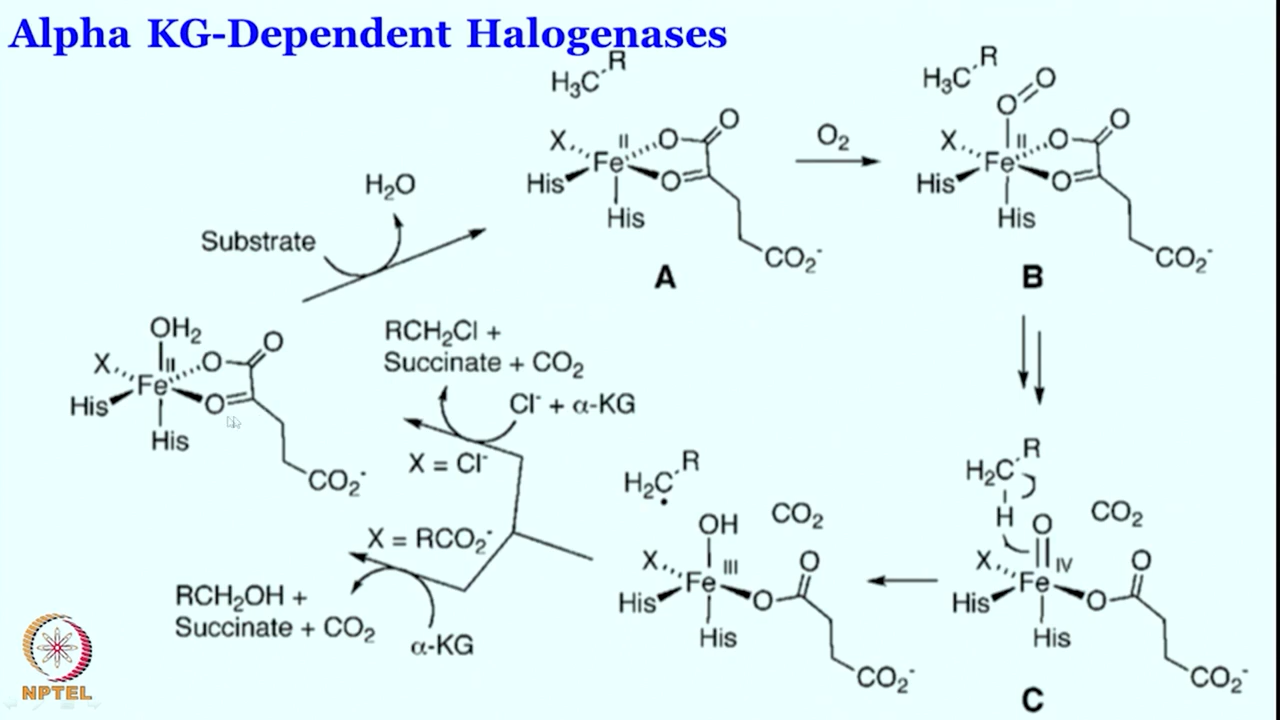 Alpha KG-Dependent Halogenases
H₃C R
X II O O
Fe
His O
His
CO₂⁻
A
O₂
H₃C R
O O
X II O O
Fe
His O
His
CO₂⁻
B
H₂O
Substrate
OH₂
X II O O
Fe
His O
His
CO₂⁻
RCH₂Cl +
Succinate + CO₂
Cl⁻ + α-KG
X = Cl⁻
X = RCO₂⁻
RCH₂OH +
Succinate + CO₂
α-KG
H₂C R
•
OH CO₂
X III O
Fe
His O
His
CO₂⁻
H₂C R
H O CO₂
X IV O
Fe
His O
His
CO₂⁻
C
NPTEL